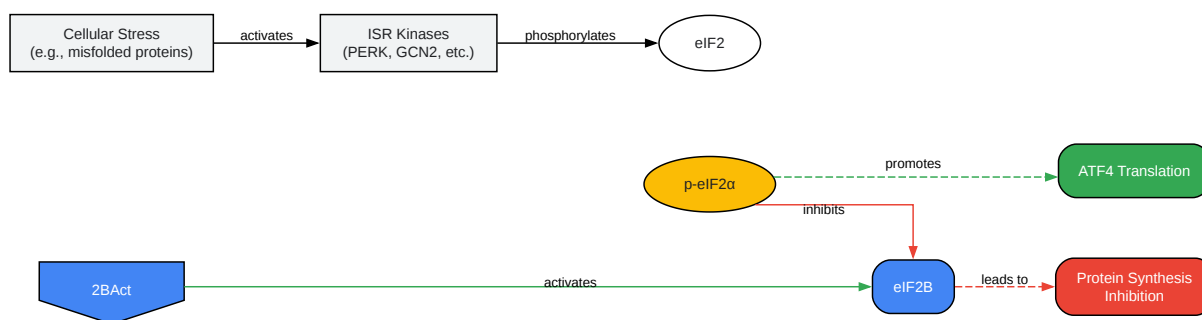 Cellular Stress
(e.g., misfolded proteins)
activates
ISR Kinases
(PERK, GCN2, etc.)
phosphorylates
eIF2
p-eIF2α
promotes
ATF4 Translation
inhibits
2BAct
activates
eIF2B
leads to
Protein Synthesis
Inhibition